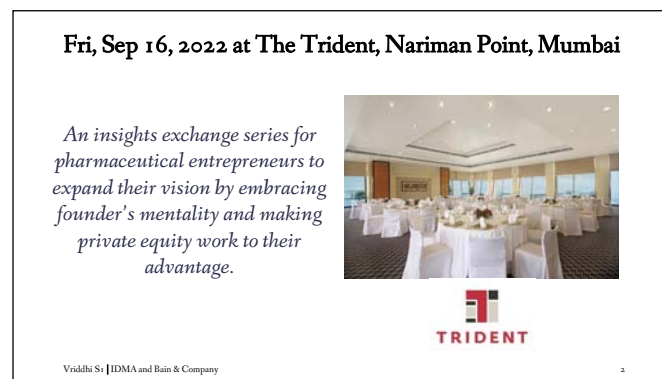 Fri, Sep 16, 2022 at The Trident, Nariman Point, Mumbai
An insights exchange series for
pharmaceutical entrepreneurs to
expand their vision by embracing
founder's mentality and making
private equity work to their
advantage.
TRIDENT
Vriddhi S1 | IDMA and Bain & Company
2